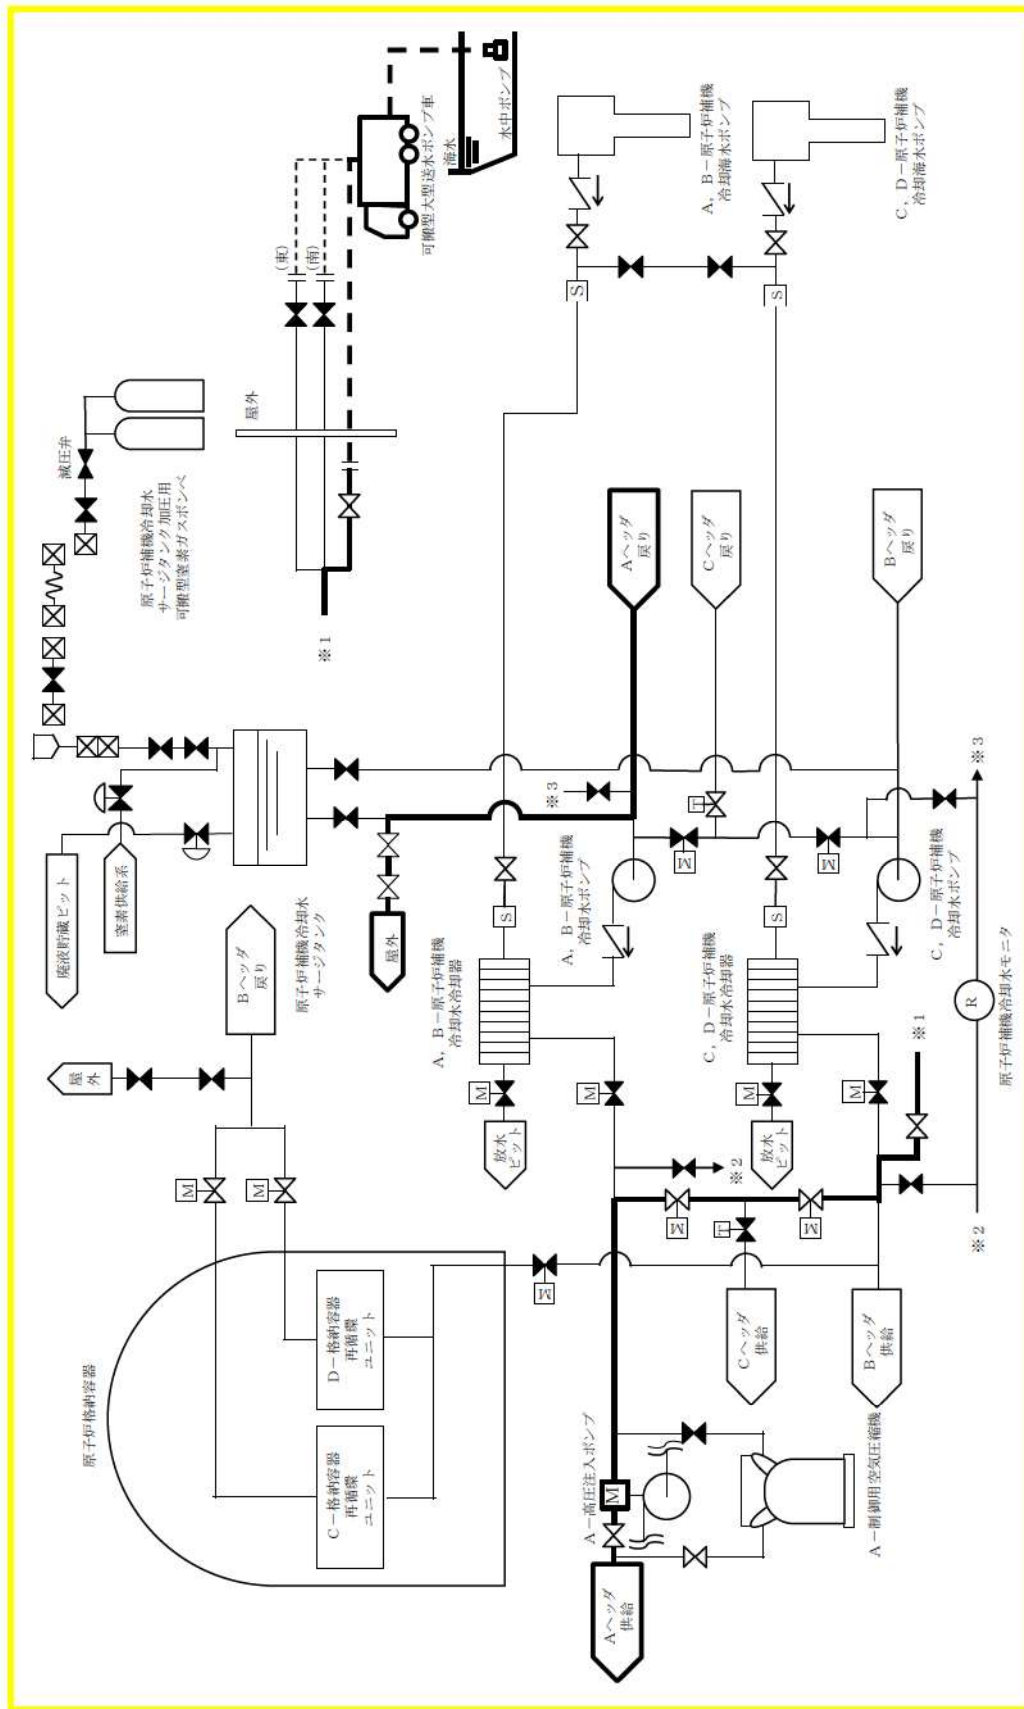 原子炉格納容器
C－格納容器
再循環
ユニット
D－格納容器
再循環
ユニット
M
M
M
屋外
Bヘッダ
戻り
廃液貯蔵ピット
窒素供給系
原子炉補機冷却水
サージタンク
減圧弁
原子炉補機冷却水
サージタンク加圧用
可搬型窒素ガスボンベ
屋外
(東)
(南)
※1
可搬型大型送水ポンプ車
海水
水中ポンプ
屋外
A，B－原子炉補機
冷却水冷却器
M
放水
ピット
S
S
A，B－原子炉補機
冷却海水ポンプ
※3
Aヘッダ
戻り
Cヘッダ
戻り
Bヘッダ
戻り
A，B－原子炉補機
冷却水ポンプ
M
T
M
M
C，D－原子炉補機
冷却水冷却器
M
放水
ピット
S
S
C，D－原子炉補機
冷却海水ポンプ
C，D－原子炉補機
冷却水ポンプ
M
※2
M
T
M
※1
Cヘッダ
供給
Bヘッダ
供給
A－高圧注入ポンプ
M
Aヘッダ
供給
A－制御用空気圧縮機
※2
R
※3
原子炉補機冷却水モニタ